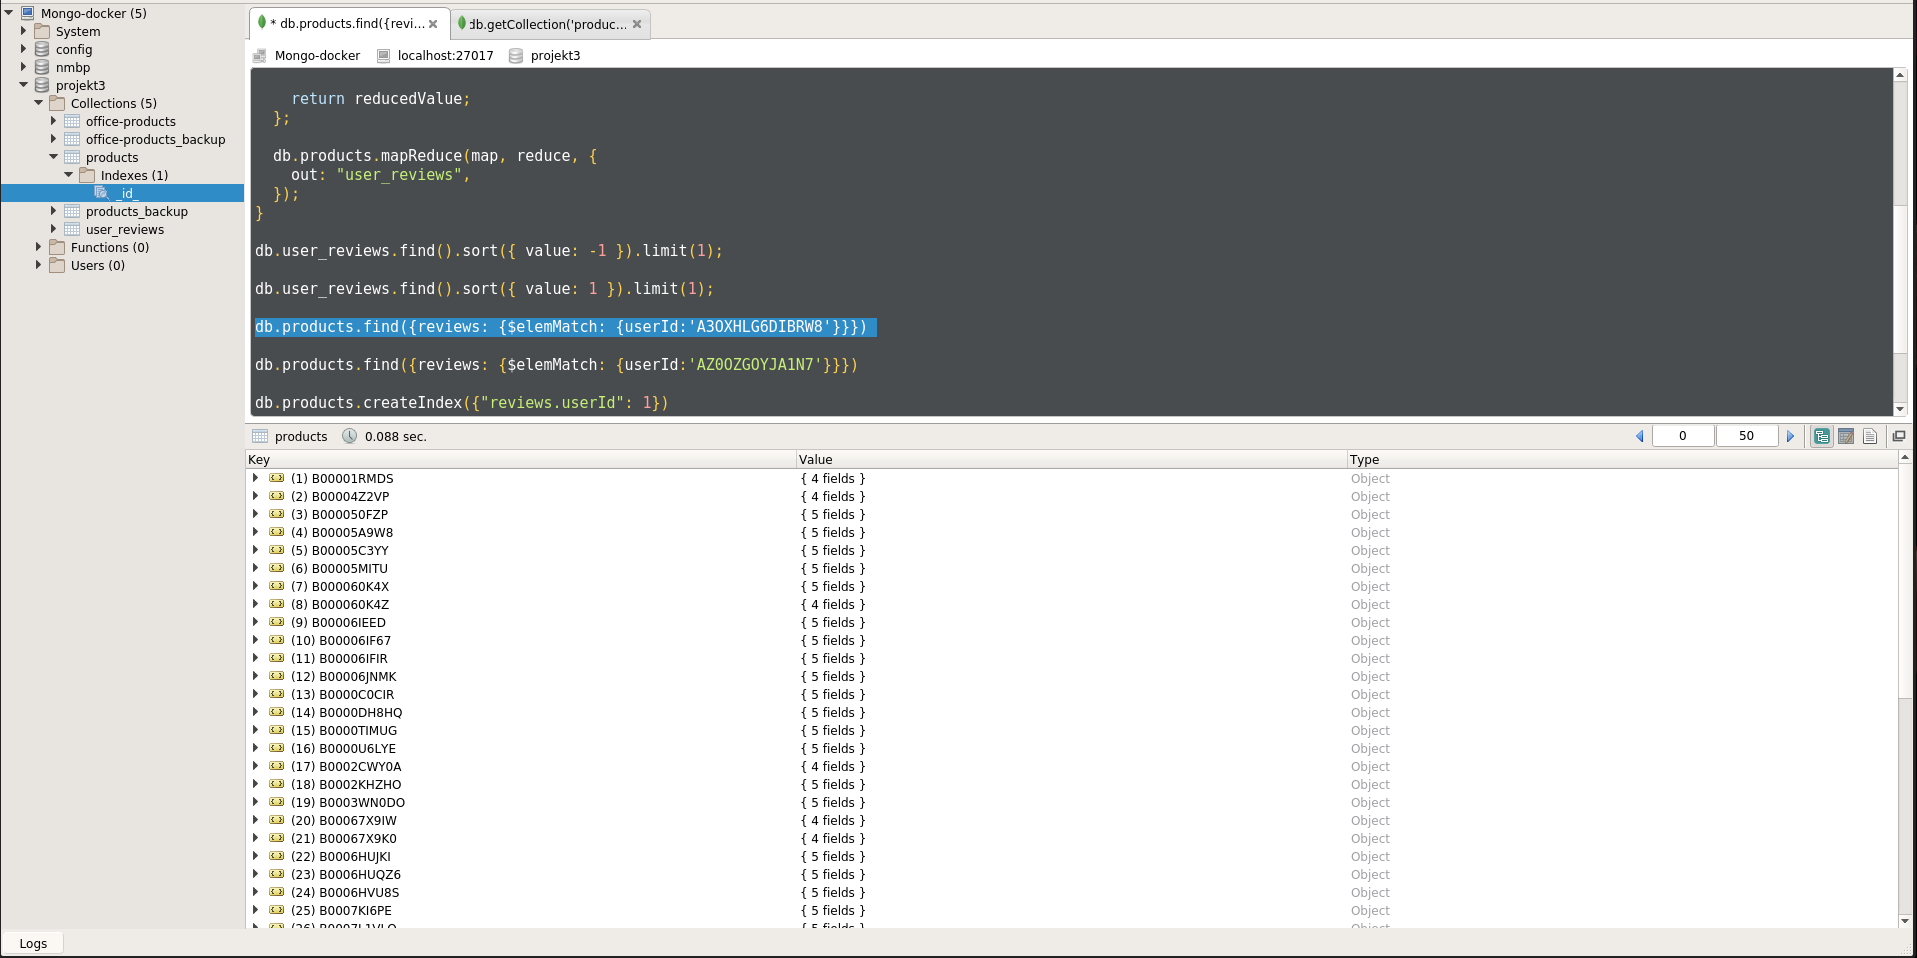 Mongo-docker (5)
System
config
nmbp
projekt3
Collections (5)
office-products
office-products_backup
products
Indexes (1)
_id_
products_backup
user_reviews
Functions (0)
Users (0)
* db.products.find({revi...
db.getCollection('produc...
Mongo-docker localhost:27017 projekt3
return reducedValue;
};
db.products.mapReduce(map, reduce, {
out: "user_reviews",
});
}
db.user_reviews.find().sort({ value: -1 }).limit(1);
db.user_reviews.find().sort({ value: 1 }).limit(1);
db.products.find({reviews: {$elemMatch: {userId:'A3OXHLG6DIBRW8'}}})
db.products.find({reviews: {$elemMatch: {userId:'AZ0OZGOYJA1N7'}}})
db.products.createIndex({"reviews.userId": 1})
products 0.088 sec. 0 50
Key Value Type
(1) B00001RMDS { 4 fields } Object
(2) B00004Z2VP { 4 fields } Object
(3) B000050FZP { 5 fields } Object
(4) B00005A9W8 { 5 fields } Object
(5) B00005C3YY { 5 fields } Object
(6) B00005MITU { 5 fields } Object
(7) B000060K4X { 5 fields } Object
(8) B000060K4Z { 4 fields } Object
(9) B00006IEED { 5 fields } Object
(10) B00006IF67 { 5 fields } Object
(11) B00006IFIR { 5 fields } Object
(12) B00006JNMK { 5 fields } Object
(13) B0000C0CIR { 5 fields } Object
(14) B0000DH8HQ { 5 fields } Object
(15) B0000TIMUG { 5 fields } Object
(16) B0000U6LYE { 5 fields } Object
(17) B0002CWY0A { 4 fields } Object
(18) B0002KHZHO { 5 fields } Object
(19) B0003WN0DO { 5 fields } Object
(20) B00067X9IW { 4 fields } Object
(21) B00067X9K0 { 4 fields } Object
(22) B0006HUJKI { 5 fields } Object
(23) B0006HUQZ6 { 5 fields } Object
(24) B0006HVU8S { 5 fields } Object
(25) B0007KI6PE { 5 fields } Object
Logs